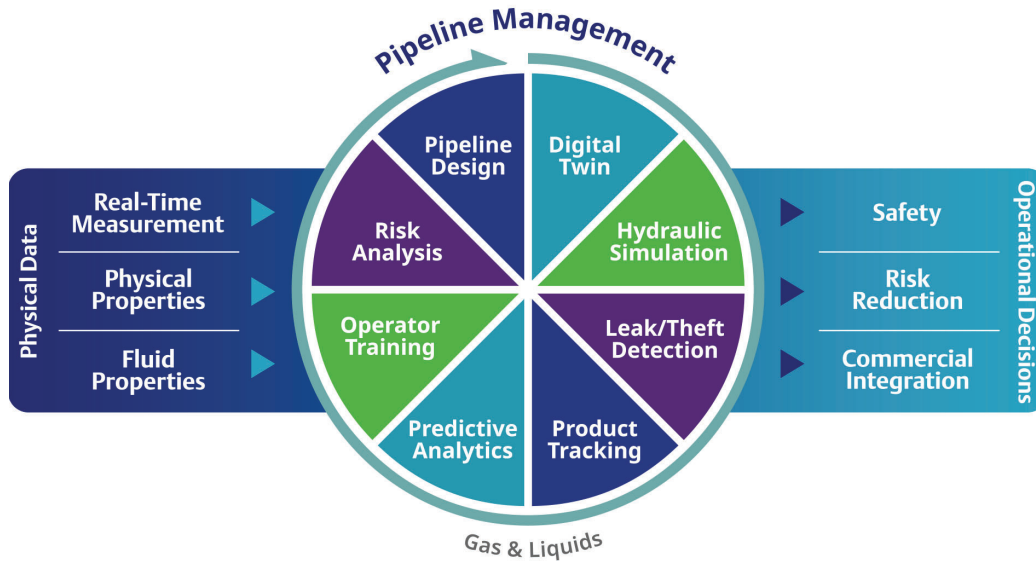 Pipeline Management
Physical Data
Real-Time
Measurement
Physical
Properties
Fluid
Properties
Pipeline
Design
Digital
Twin
Risk
Analysis
Hydraulic
Simulation
Operator
Training
Leak/Theft
Detection
Predictive
Analytics
Product
Tracking
Safety
Risk
Reduction
Commercial
Integration
Operational Decisions
Gas & Liquids